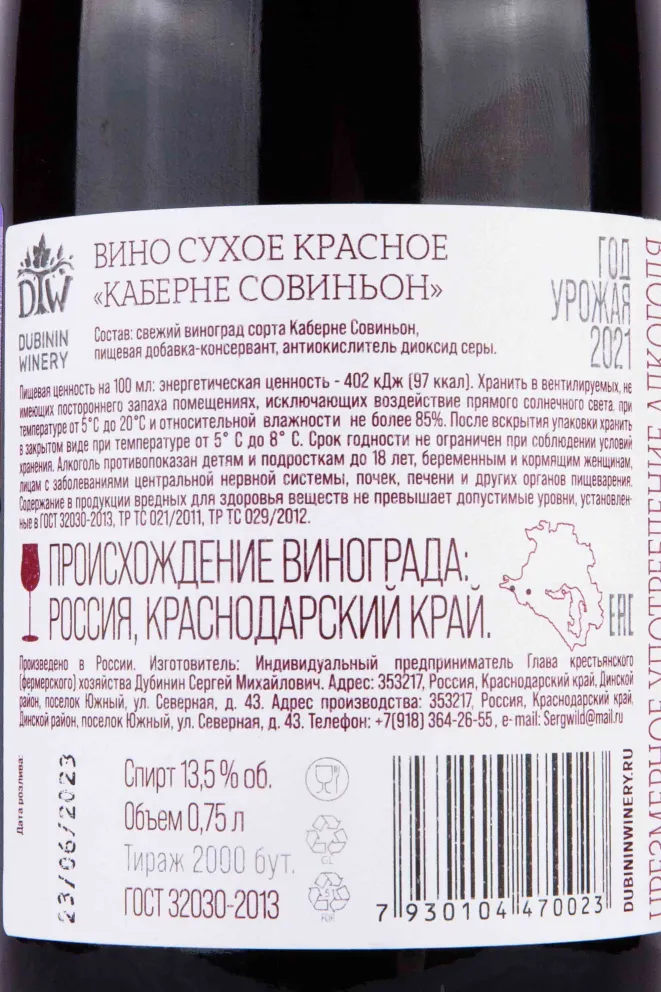 ВИНО СУХОЕ КРАСНОЕ
«КАБЕРНЕ СОВИНЬОН»
ГОД
УРОЖАЯ
2021
DW
DUBININ
WINERY
Состав: свежий виноград сорта Каберне Совиньон,
пищевая добавка-консервант, антиокислитель диоксид серы.
Пищевая ценность на 100 мл: энергетическая ценность - 402 кДж (97 ккал). Хранить в вентилируемых, не
имеющих постороннего запаха помещениях, исключающих воздействие прямого солнечного света, при
температуре от 5°С до 20°С и относительной влажности не более 85%. После вскрытия упаковки хранить
в закрытом виде при температуре от 5° С до 8° С. Срок годности не ограничен при соблюдении условий
хранения. Алкоголь противопоказан детям и подросткам до 18 лет, беременным и кормящим женщинам,
лицам с заболеваниями центральной нервной системы, почек, печени и других органов пищеварения.
Содержание в продукции вредных для здоровья веществ не превышает допустимые уровни, установлен-
ные в ГОСТ 32030-2013, ТР ТС 021/2011, ТР ТС 029/2012.
ПРОИСХОЖДЕНИЕ ВИНОГРАДА:
РОССИЯ, КРАСНОДАРСКИЙ КРАЙ.
EAC
Произведено в России. Изготовитель: Индивидуальный предприниматель Глава крестьянского
(фермерского) хозяйства Дубинин Сергей Михайлович. Адрес: 353217, Россия, Краснодарский край, Динской
район, поселок Южный, ул. Северная, д. 43. Адрес производства: 353217, Россия, Краснодарский край,
Динской район, поселок Южный, ул. Северная, д. 43. Телефон: +7(918) 364-26-55, e-mail: Sergwild@mail.ru
Дата розлива:
23/06/2023
Спирт 13,5 % об.
Объем 0,75 л
Тираж 2000 бут.
ГОСТ 32030-2013
GL
51
FOR
7 930104 470023
DUBININWINERY.RU
ЧРЕЗМЕРНОЕ УПОТРЕБЛЕНИЕ АЛКОГОЛЯ